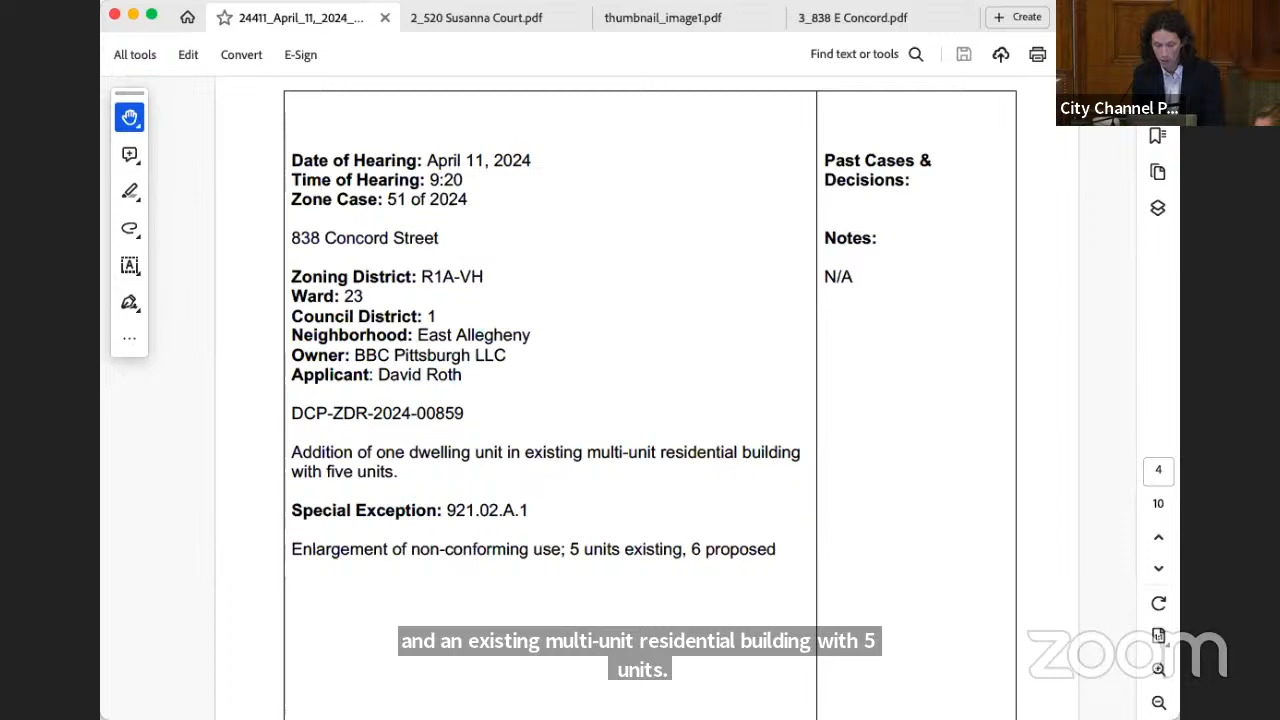 24411_April_11,_2024_...
2_520 Susanna Court.pdf
thumbnail_image1.pdf
3_838 E Concord.pdf
+ Create
All tools
Edit
Convert
E-Sign
Find text or tools
City Channel P...
Date of Hearing: April 11, 2024
Time of Hearing: 9:20
Zone Case: 51 of 2024
838 Concord Street
Zoning District: R1A-VH
Ward: 23
Council District: 1
Neighborhood: East Allegheny
Owner: BBC Pittsburgh LLC
Applicant: David Roth
DCP-ZDR-2024-00859
Addition of one dwelling unit in existing multi-unit residential building
with five units.
Special Exception: 921.02.A.1
Enlargement of non-conforming use; 5 units existing, 6 proposed
Past Cases &
Decisions:
Notes:
N/A
4
10
and an existing multi-unit residential building with 5
units.
zoom